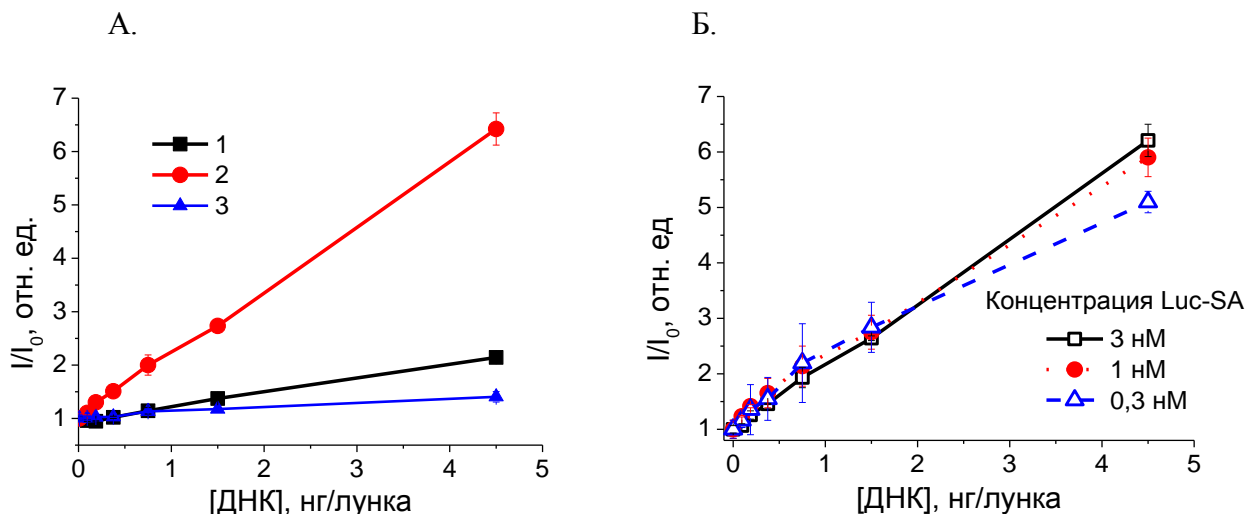 А.
I/I₀, отн. ед.
7
6
5
4
3
2
1
1
2
3
0
1
2
3
4
5
[ДНК], нг/лунка
Б.
I/I₀, отн. ед
7
6
5
4
3
2
1
Концентрация Luc-SA
3 нМ
1 нМ
0,3 нМ
0
1
2
3
4
5
[ДНК], нг/лунка